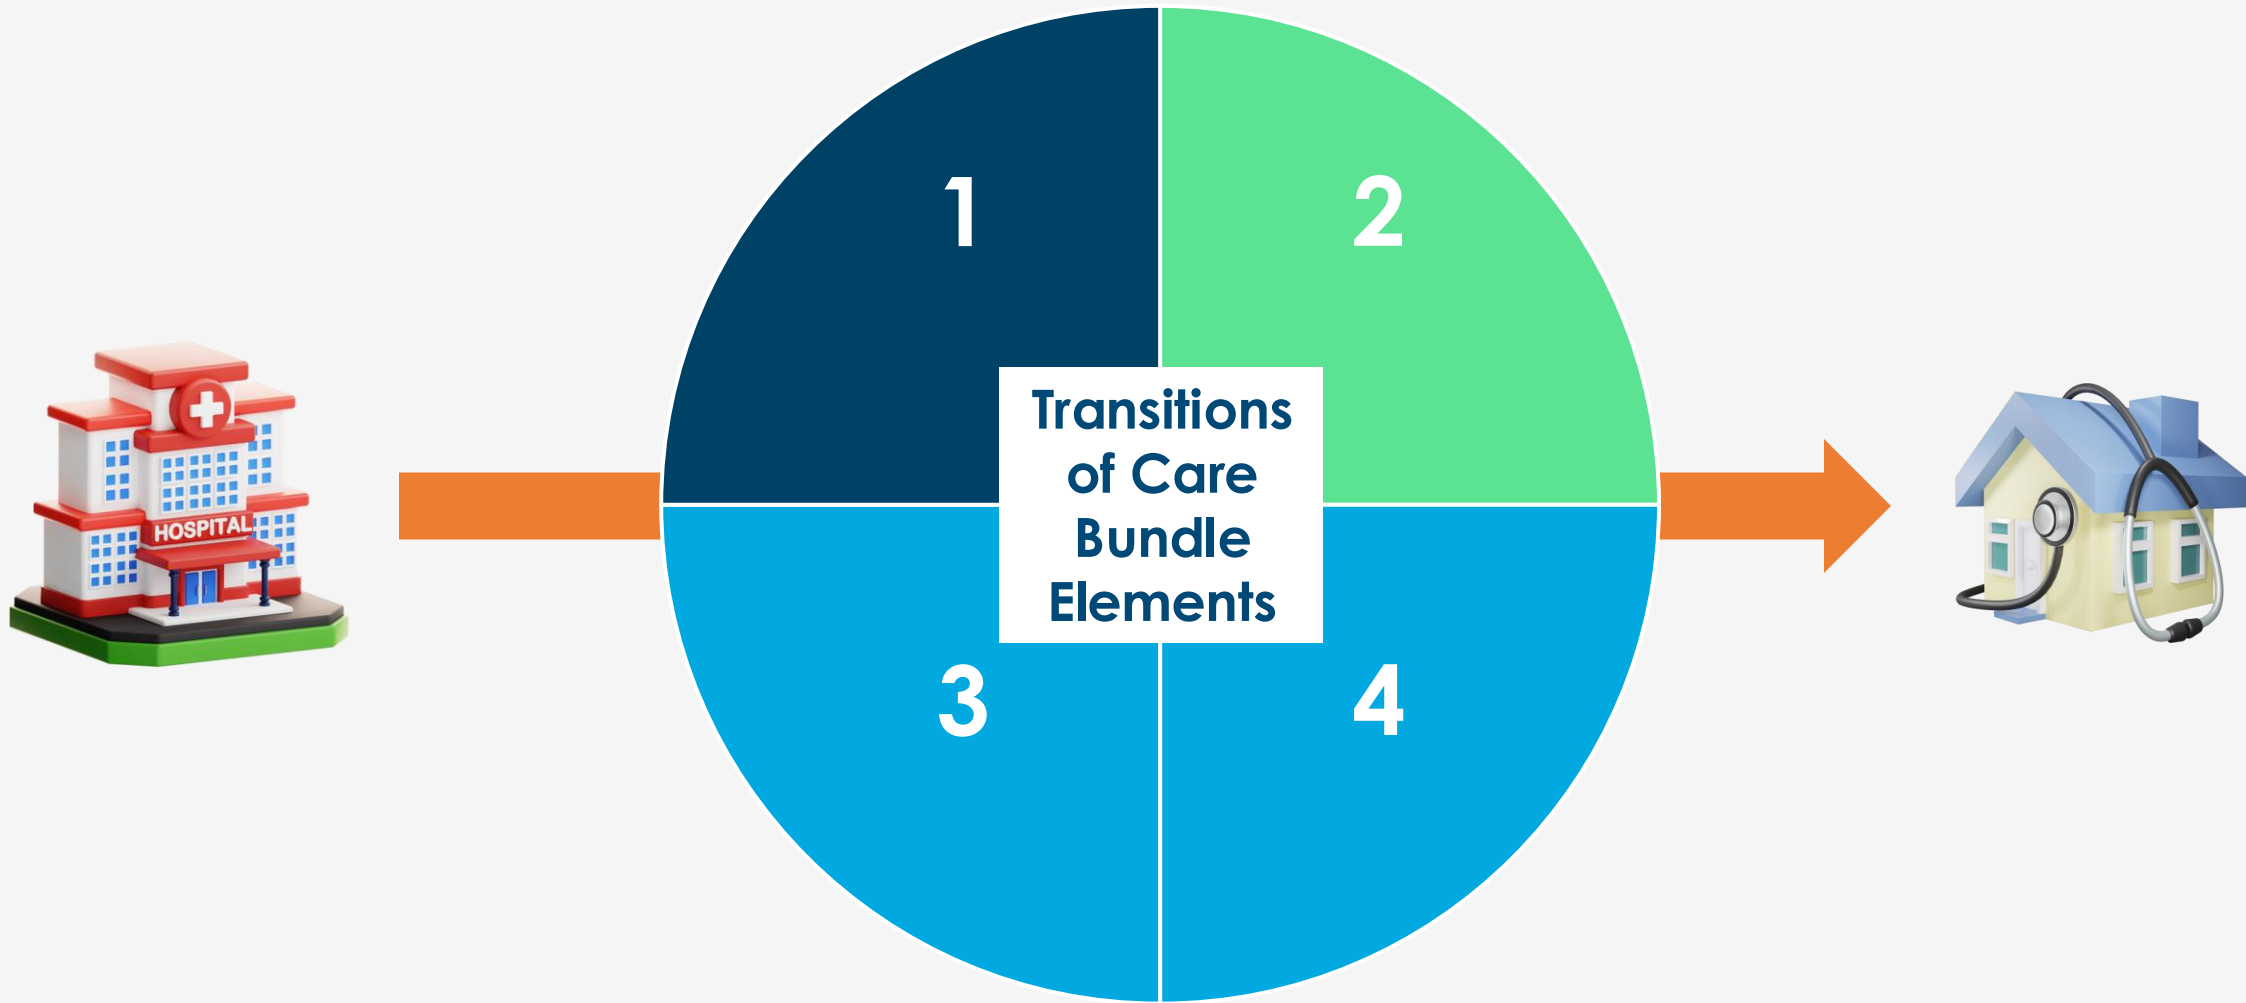 1
2
Transitions
of Care
Bundle
Elements
HOSPITAL
3
4